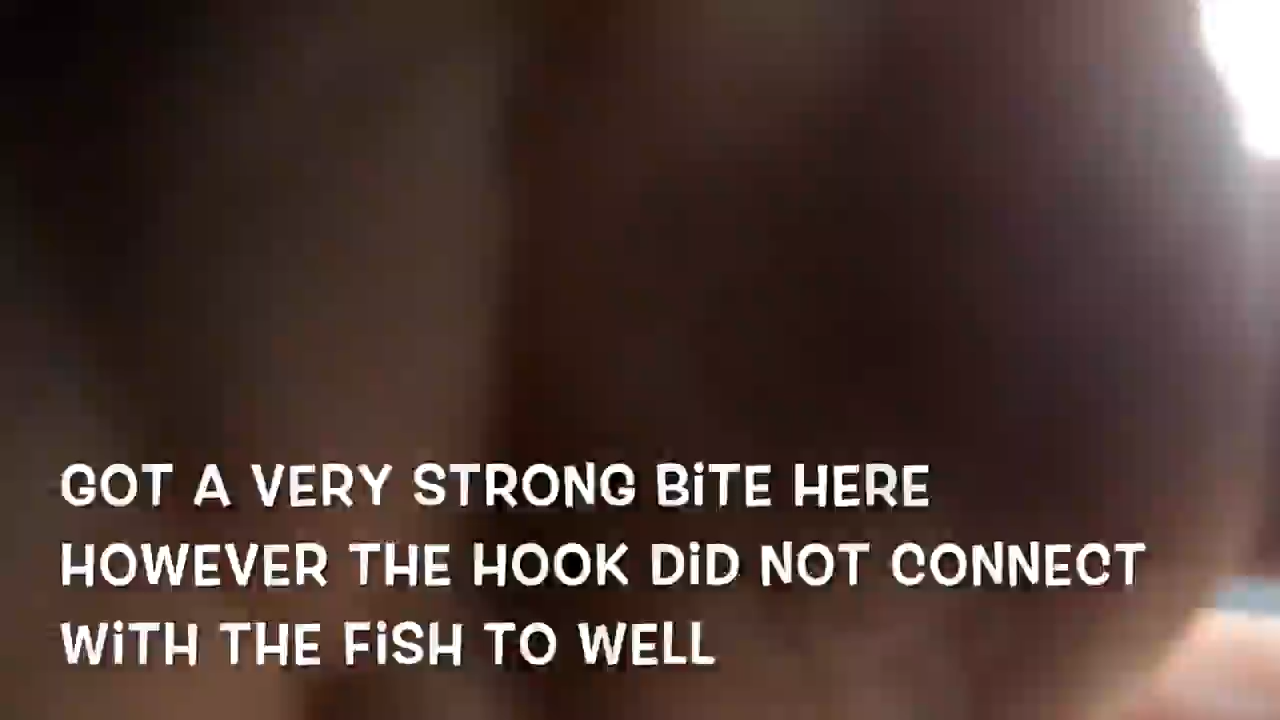 GOT A VERY STRONG BiTE HERE
HOWEVER THE HOOK DiD NOT CONNECT
WiTH THE FiSH TO WELL